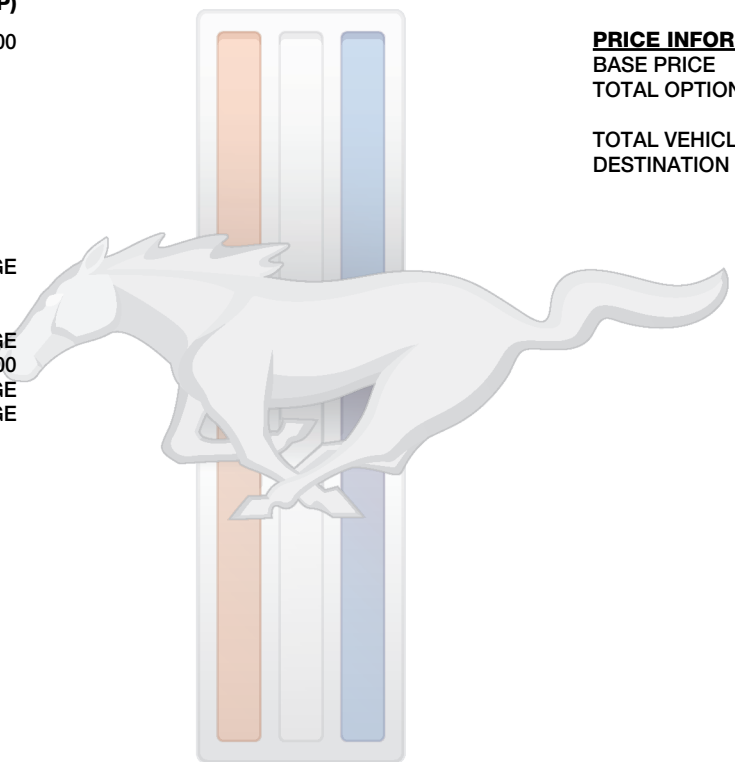 P)
00
GE
GE
00
GE
GE
PRICE INFOR
BASE PRICE
TOTAL OPTION
TOTAL VEHICL
DESTINATION